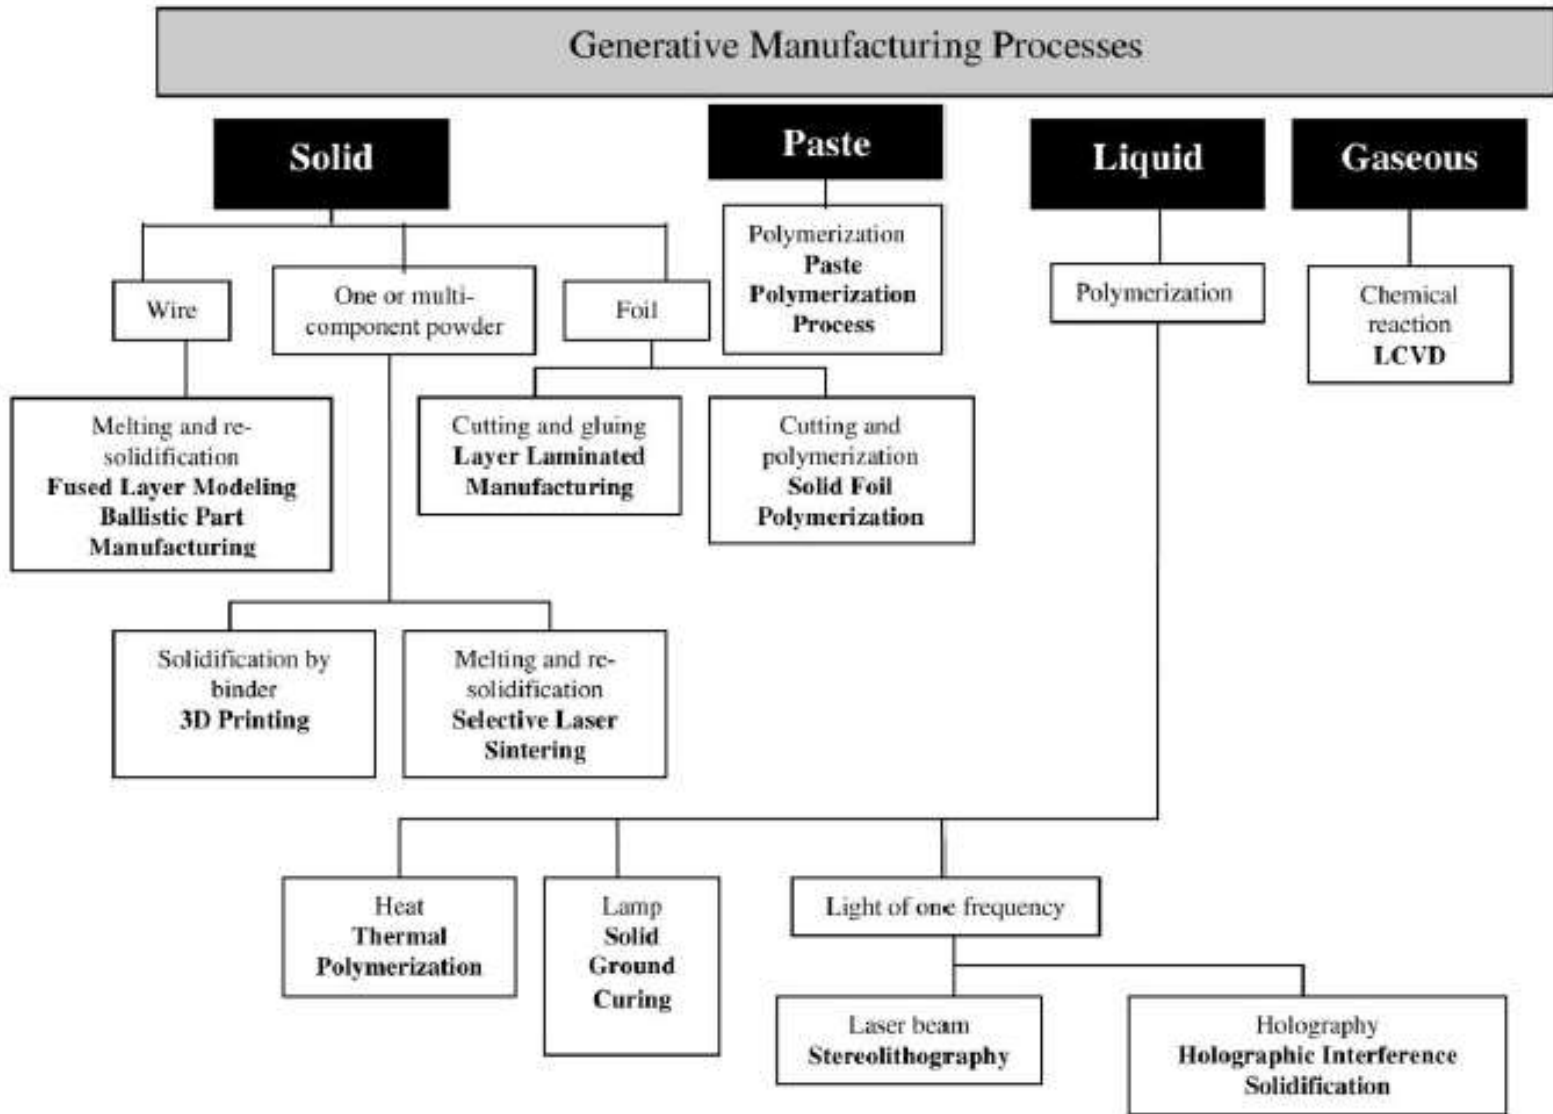 Generative Manufacturing Processes
Solid
Paste
Liquid
Gaseous
Polymerization
Paste
Polymerization
Process
Wire
One or multi-
component powder
Foil
Polymerization
Chemical
reaction
LCVD
Melting and re-
solidification
Fused Layer Modeling
Ballistic Part
Manufacturing
Cutting and gluing
Layer Laminated
Manufacturing
Cutting and
polymerization
Solid Foil
Polymerization
Solidification by
binder
3D Printing
Melting and re-
solidification
Selective Laser
Sintering
Heat
Thermal
Polymerization
Lamp
Solid
Ground
Curing
Light of one frequency
Laser beam
Stereolithography
Holography
Holographic Interference
Solidification